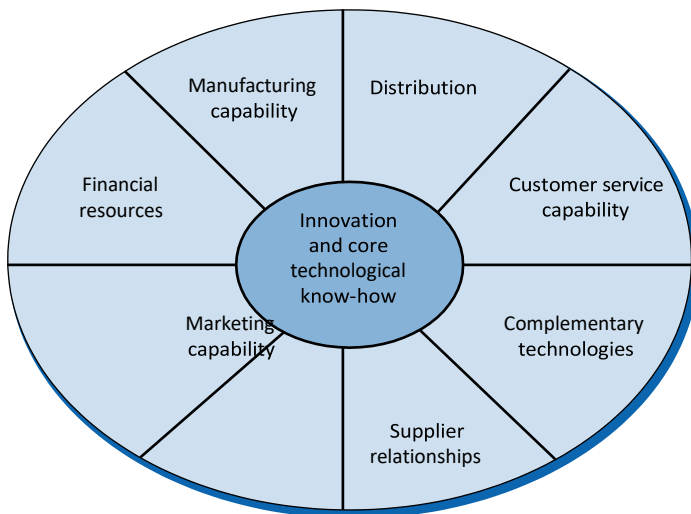 Manufacturing
capability
Distribution
Financial
resources
Customer service
capability
Innovation
and core
technological
know-how
Marketing
capability
Complementary
technologies
Supplier
relationships